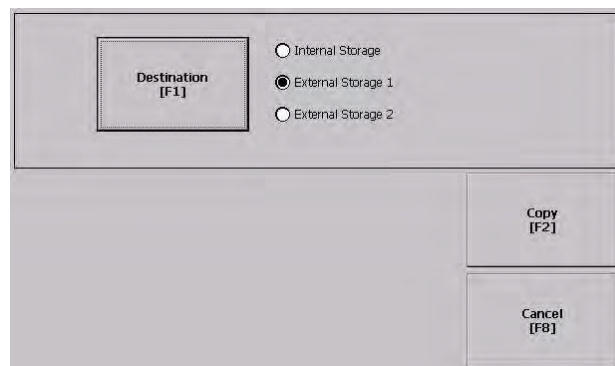 Destination
[F1]
Internal Storage
External Storage 1
External Storage 2
Copy
[F2]
Cancel
[F8]